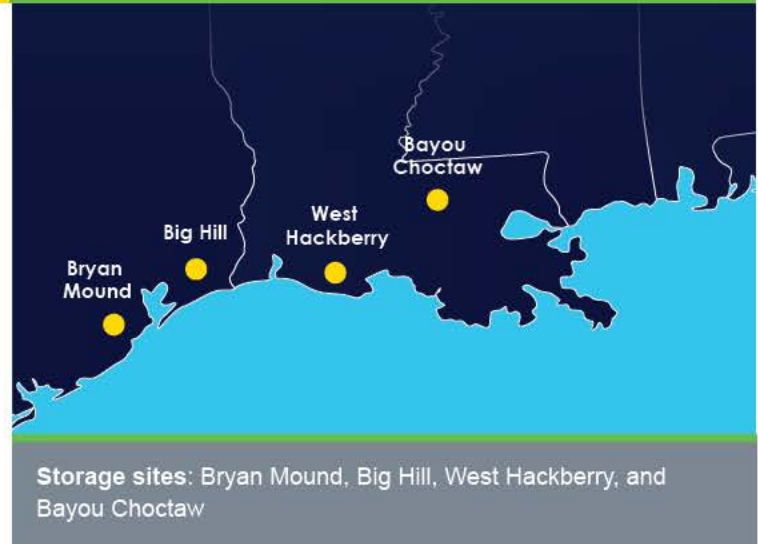 Bayou
Choctaw
West
Hackberry
Big Hill
Bryan
Mound
Storage sites: Bryan Mound, Big Hill, West Hackberry, and
Bayou Choctaw